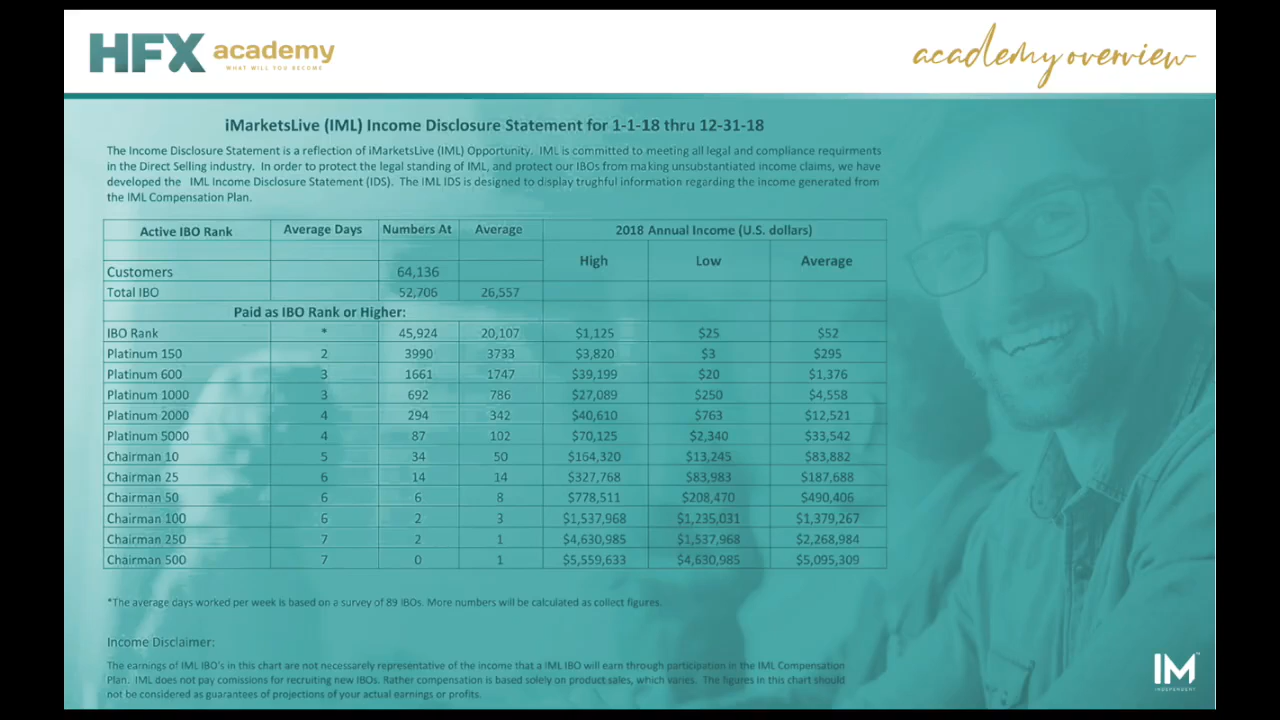 HFX academy
WHAT WILL YOU BECOME
academy overview
iMarketsLive (IML) Income Disclosure Statement for 1-1-18 thru 12-31-18
The Income Disclosure Statement is a reflection of iMarketsLive (IML) Opportunity. IML is committed to meeting all legal and compliance requirments
in the Direct Selling industry. In order to protect the legal standing of IML, and protect our IBOs from making unsubstantiated income claims, we have
developed the IML Income Disclosure Statement (IDS). The IML IDS is designed to display trughful information regarding the income generated from
the IML Compensation Plan.
Active IBO Rank Average Days Numbers At Average 2018 Annual Income (U.S. dollars)
High Low Average
Customers 64,136
Total IBO 52,706 26,557
Paid as IBO Rank or Higher:
IBO Rank * 45,924 20,107 $1,125 $25 $52
Platinum 150 2 3990 3733 $3,820 $3 $295
Platinum 600 3 1661 1747 $39,199 $20 $1,376
Platinum 1000 3 692 786 $27,089 $250 $4,558
Platinum 2000 4 294 342 $40,610 $763 $12,521
Platinum 5000 4 87 102 $70,125 $2,340 $33,542
Chairman 10 5 34 50 $164,320 $13,245 $83,882
Chairman 25 6 14 14 $327,768 $83,983 $187,688
Chairman 50 6 6 8 $778,511 $208,470 $490,406
Chairman 100 6 2 3 $1,537,968 $1,235,031 $1,379,267
Chairman 250 7 2 1 $4,630,985 $1,537,968 $2,268,984
Chairman 500 7 0 1 $5,559,633 $4,630,985 $5,095,309
*The average days worked per week is based on a survey of 89 IBOs. More numbers will be calculated as collect figures.
Income Disclaimer:
The earnings of IML IBO's in this chart are not necessarely representative of the income that a IML IBO will earn through participation in the IML Compensation
Plan. IML does not pay comissions for recruiting new IBOs. Rather compensation is based solely on product sales, which varies. The figures in this chart should
not be considered as guarantees of projections of your actual earnings or profits.
IM
INDEPENDENT